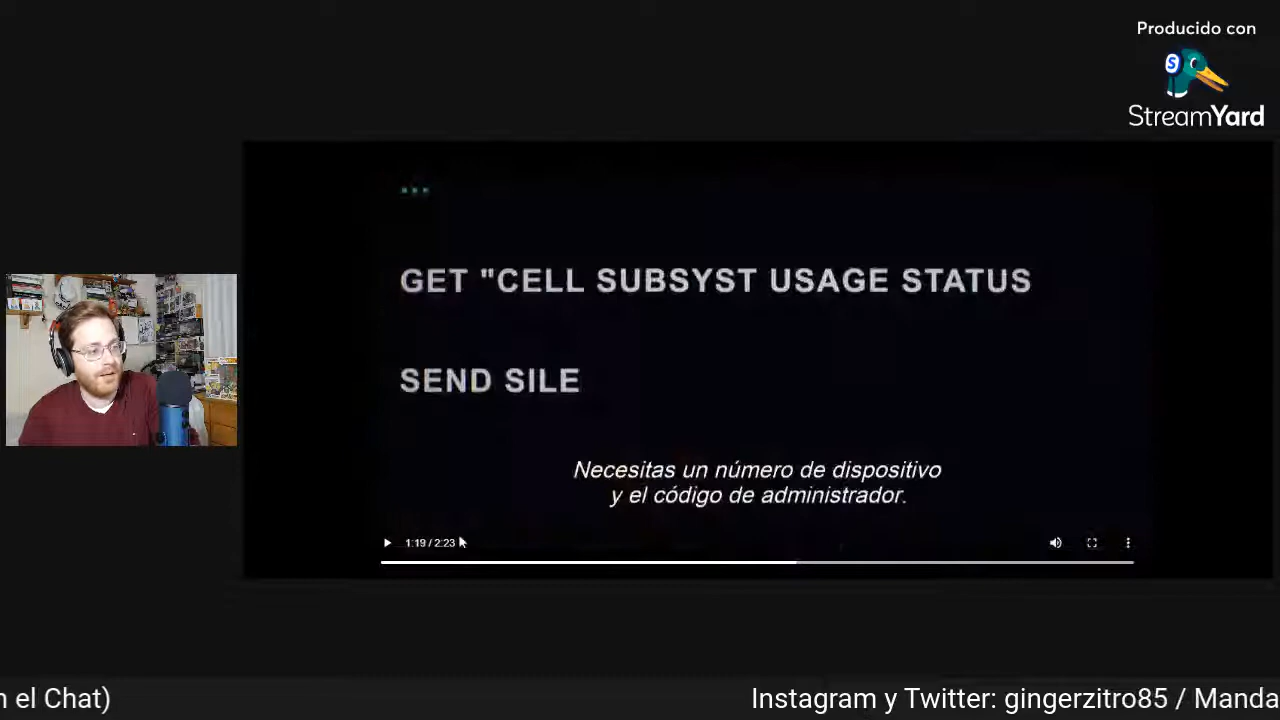 Producido con
StreamYard
GET "CELL SUBSYST USAGE STATUS
SEND SILE
Necesitas un número de dispositivo
y el código de administrador.
1:19 / 2:23
n el Chat)
Instagram y Twitter: gingerzitro85 / Manda